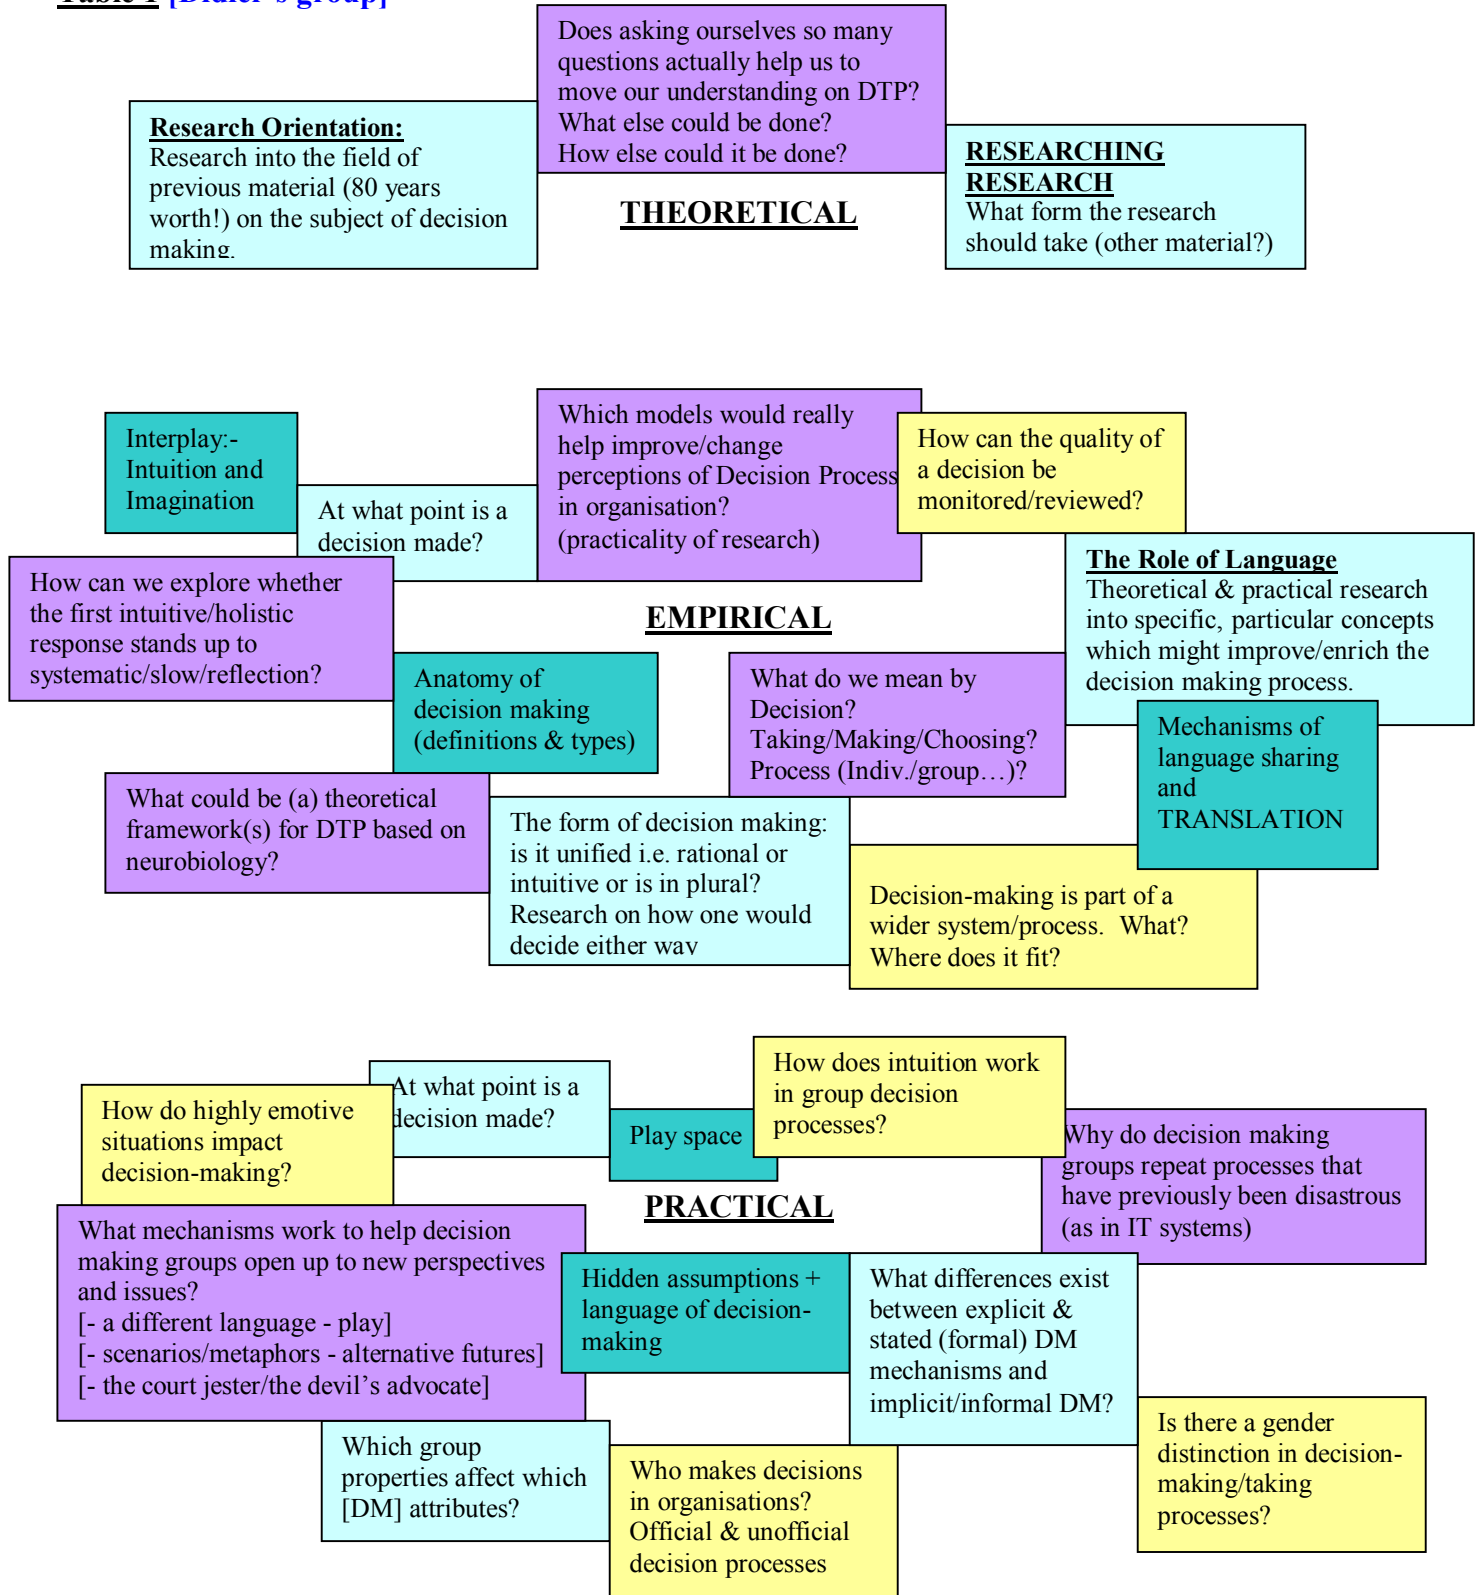 Table 1 [Didier's group]
Does asking ourselves so many
questions actually help us to
move our understanding on DTP?
What else could be done?
How else could it be done?
Research Orientation:
Research into the field of
previous material (80 years
worth!) on the subject of decision
making.
RESEARCHING
RESEARCH
What form the research
should take (other material?)
THEORETICAL
Interplay:-
Intuition and
Imagination
At what point is a
decision made?
Which models would really
help improve/change
perceptions of Decision Process
in organisation?
(practicality of research)
How can the quality of
a decision be
monitored/reviewed?
The Role of Language
Theoretical & practical research
into specific, particular concepts
which might improve/enrich the
decision making process.
How can we explore whether
the first intuitive/holistic
response stands up to
systematic/slow/reflection?
EMPIRICAL
Anatomy of
decision making
(definitions & types)
What do we mean by
Decision?
Taking/Making/Choosing?
Process (Indiv./group…)?
Mechanisms of
language sharing
and
TRANSLATION
What could be (a) theoretical
framework(s) for DTP based on
neurobiology?
The form of decision making:
is it unified i.e. rational or
intuitive or is in plural?
Research on how one would
decide either way
Decision-making is part of a
wider system/process.  What?
Where does it fit?
How do highly emotive
situations impact
decision-making?
At what point is a
decision made?
Play space
How does intuition work
in group decision
processes?
Why do decision making
groups repeat processes that
have previously been disastrous
(as in IT systems)
PRACTICAL
What mechanisms work to help decision
making groups open up to new perspectives
and issues?
[- a different language - play]
[- scenarios/metaphors - alternative futures]
[- the court jester/the devil's advocate]
Hidden assumptions +
language of decision-
making
What differences exist
between explicit &
stated (formal) DM
mechanisms and
implicit/informal DM?
Is there a gender
distinction in decision-
making/taking
processes?
Which group
properties affect which
[DM] attributes?
Who makes decisions
in organisations?
Official & unofficial
decision processes